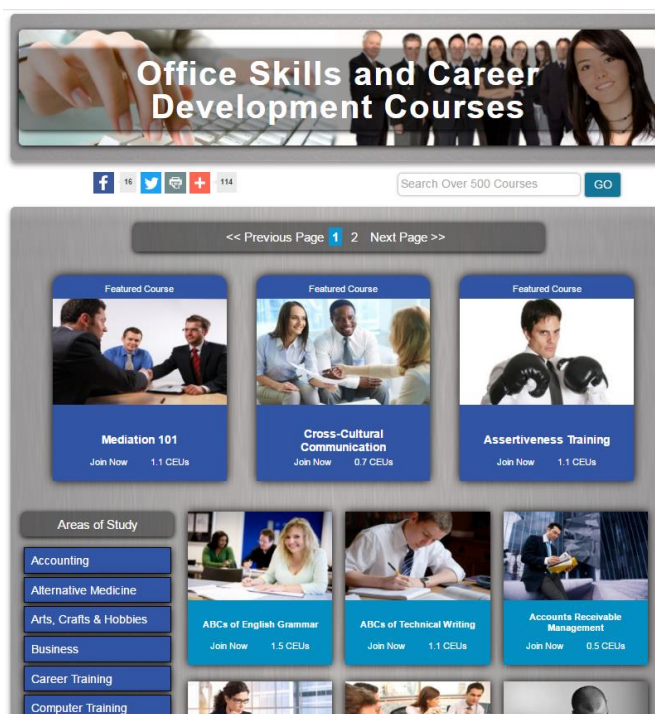 Office Skills and Career
Development Courses
16
114
Search Over 500 Courses
GO
<< Previous Page 1 2 Next Page >>
Featured Course
Mediation 101
Join Now 1.1 CEUs
Featured Course
Cross-Cultural
Communication
Join Now 0.7 CEUs
Featured Course
Assertiveness Training
Join Now 1.1 CEUs
Areas of Study
Accounting
Alternative Medicine
Arts, Crafts & Hobbies
Business
Career Training
Computer Training
ABCs of English Grammar
Join Now 1.5 CEUs
ABCs of Technical Writing
Join Now 1.1 CEUs
Accounts Receivable
Management
Join Now 0.5 CEUs